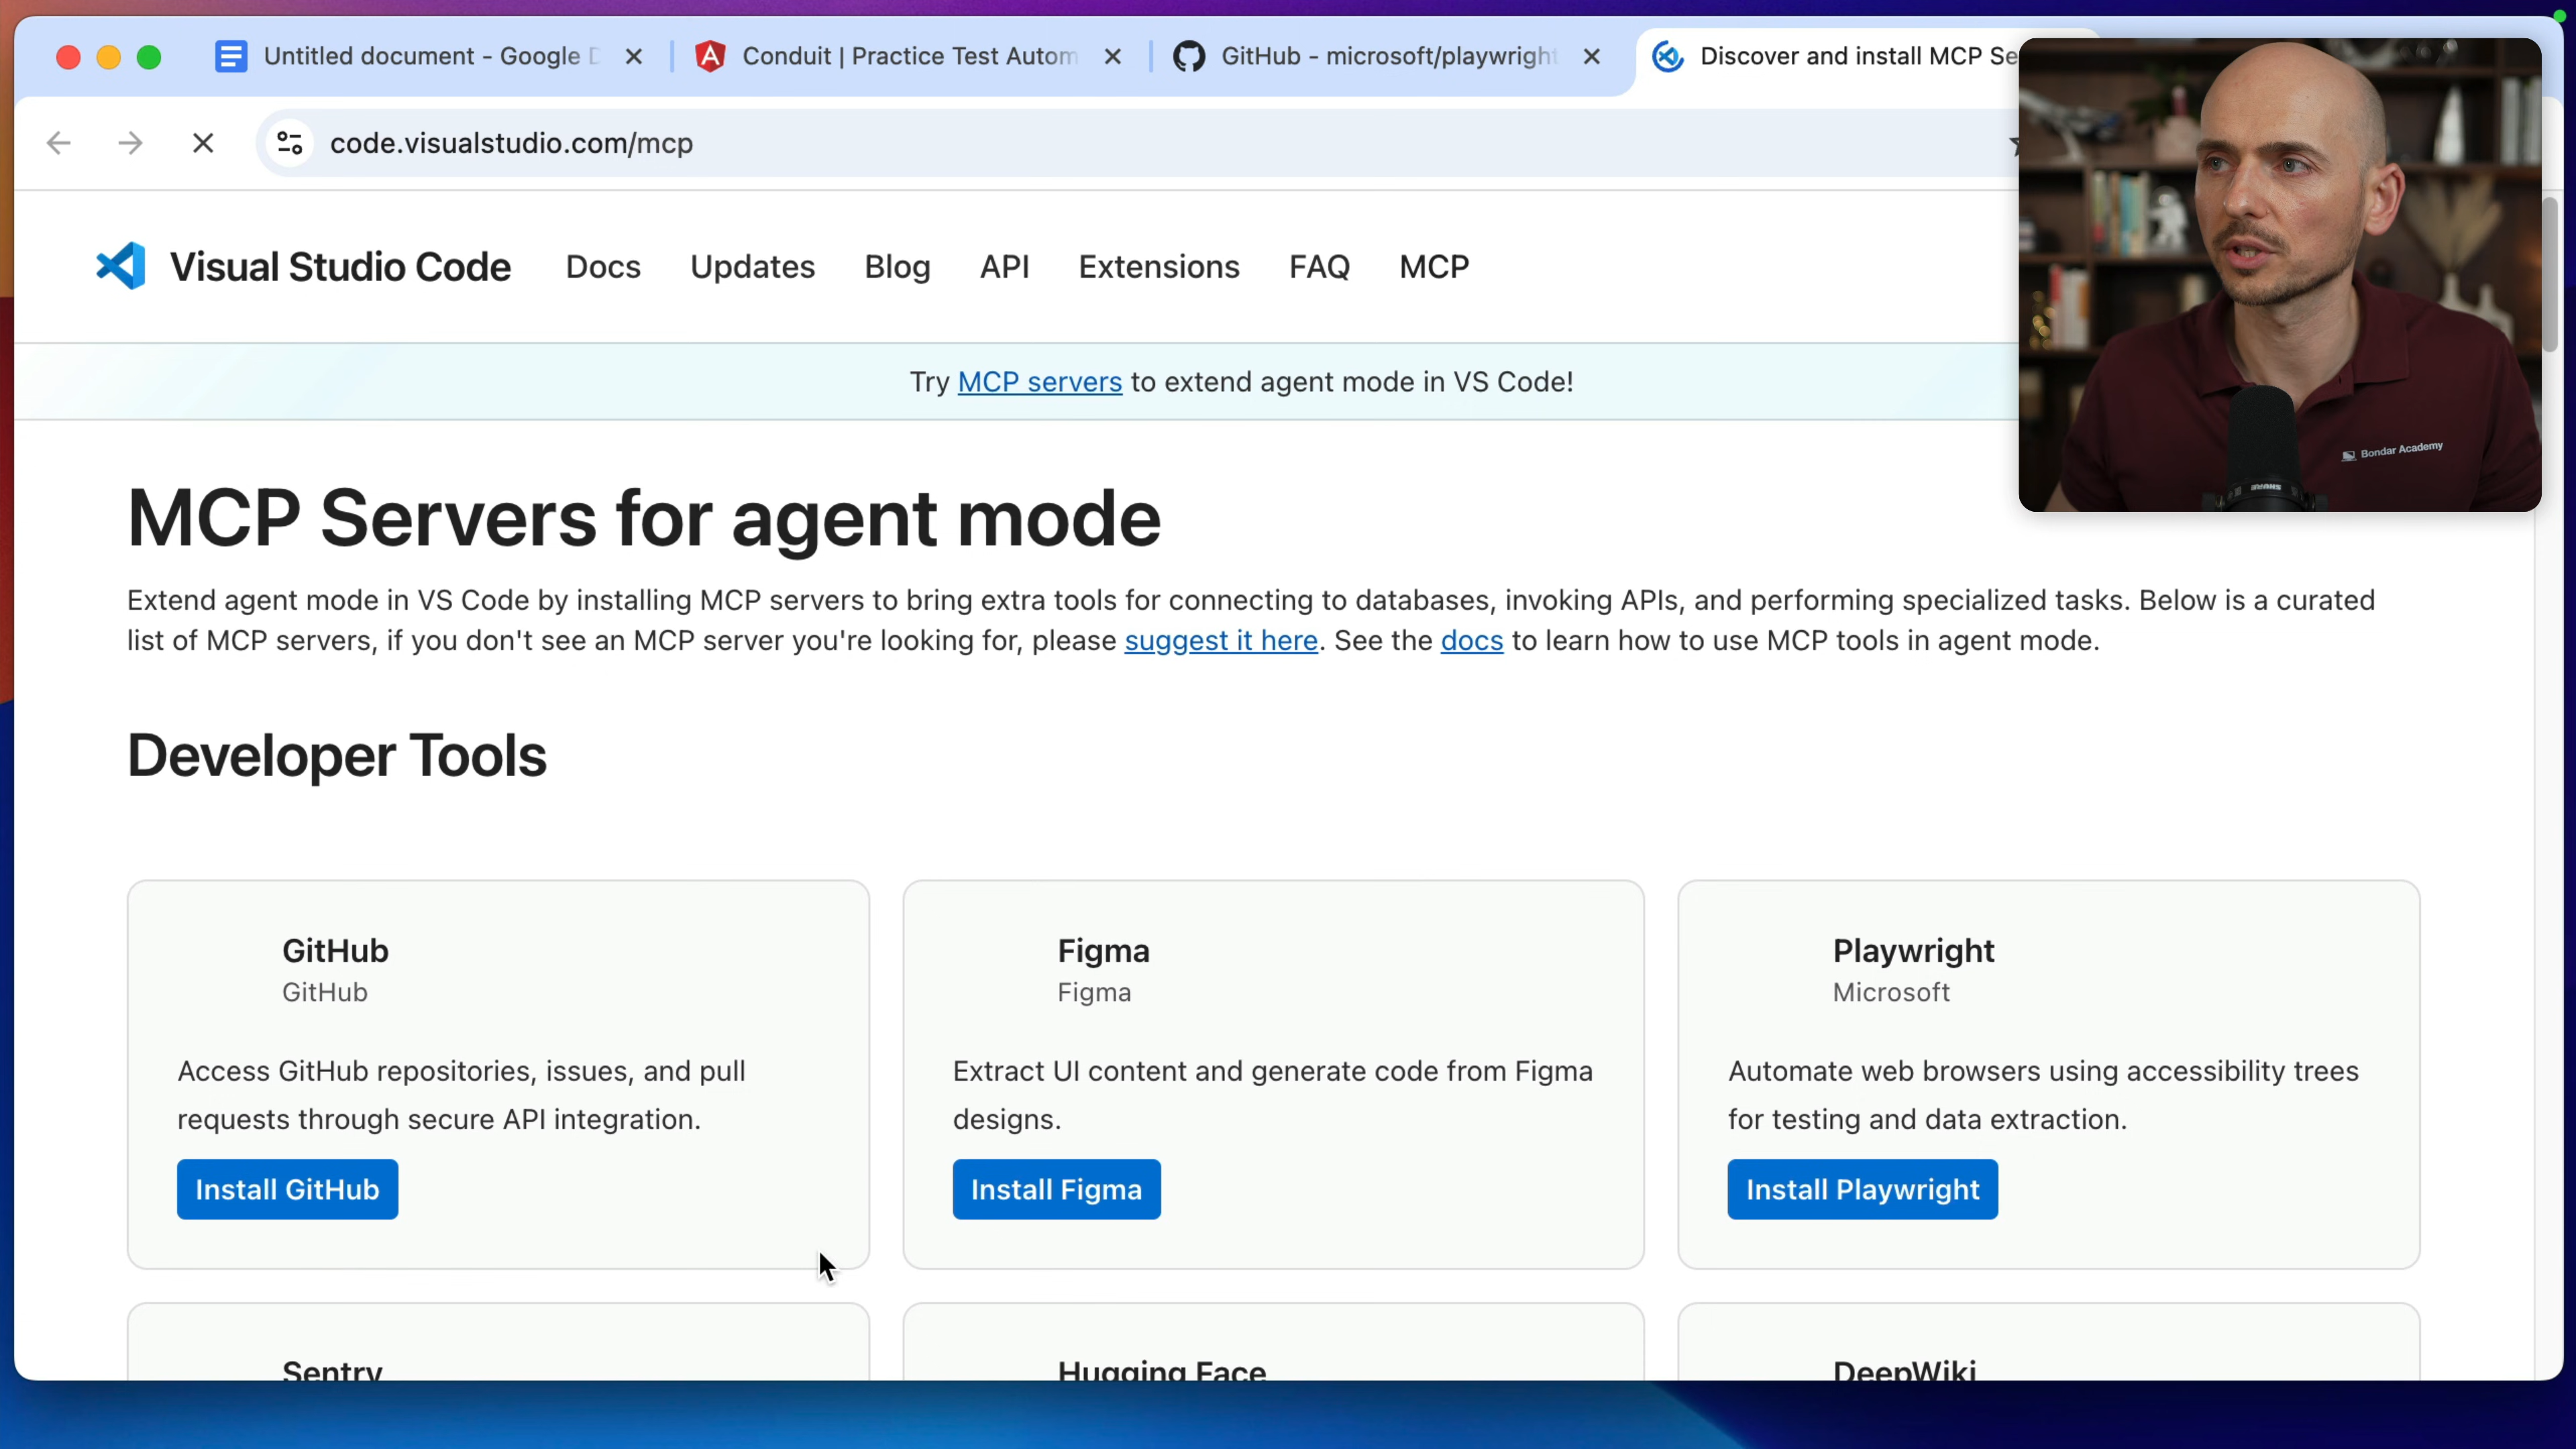 Untitled document - Google D
Conduit | Practice Test Autom
GitHub - microsoft/playwright
Discover and install MCP Se
code.visualstudio.com/mcp
Visual Studio Code
Docs
Updates
Blog
API
Extensions
FAQ
MCP
Try MCP servers to extend agent mode in VS Code!
Bondar Academy
SHURE
MCP Servers for agent mode
Extend agent mode in VS Code by installing MCP servers to bring extra tools for connecting to databases, invoking APIs, and performing specialized tasks. Below is a curated
list of MCP servers, if you don't see an MCP server you're looking for, please suggest it here. See the docs to learn how to use MCP tools in agent mode.
Developer Tools
GitHub
GitHub
Access GitHub repositories, issues, and pull
requests through secure API integration.
Install GitHub
Figma
Figma
Extract UI content and generate code from Figma
designs.
Install Figma
Playwright
Microsoft
Automate web browsers using accessibility trees
for testing and data extraction.
Install Playwright
Sentry
Hugging Face
DeepWiki